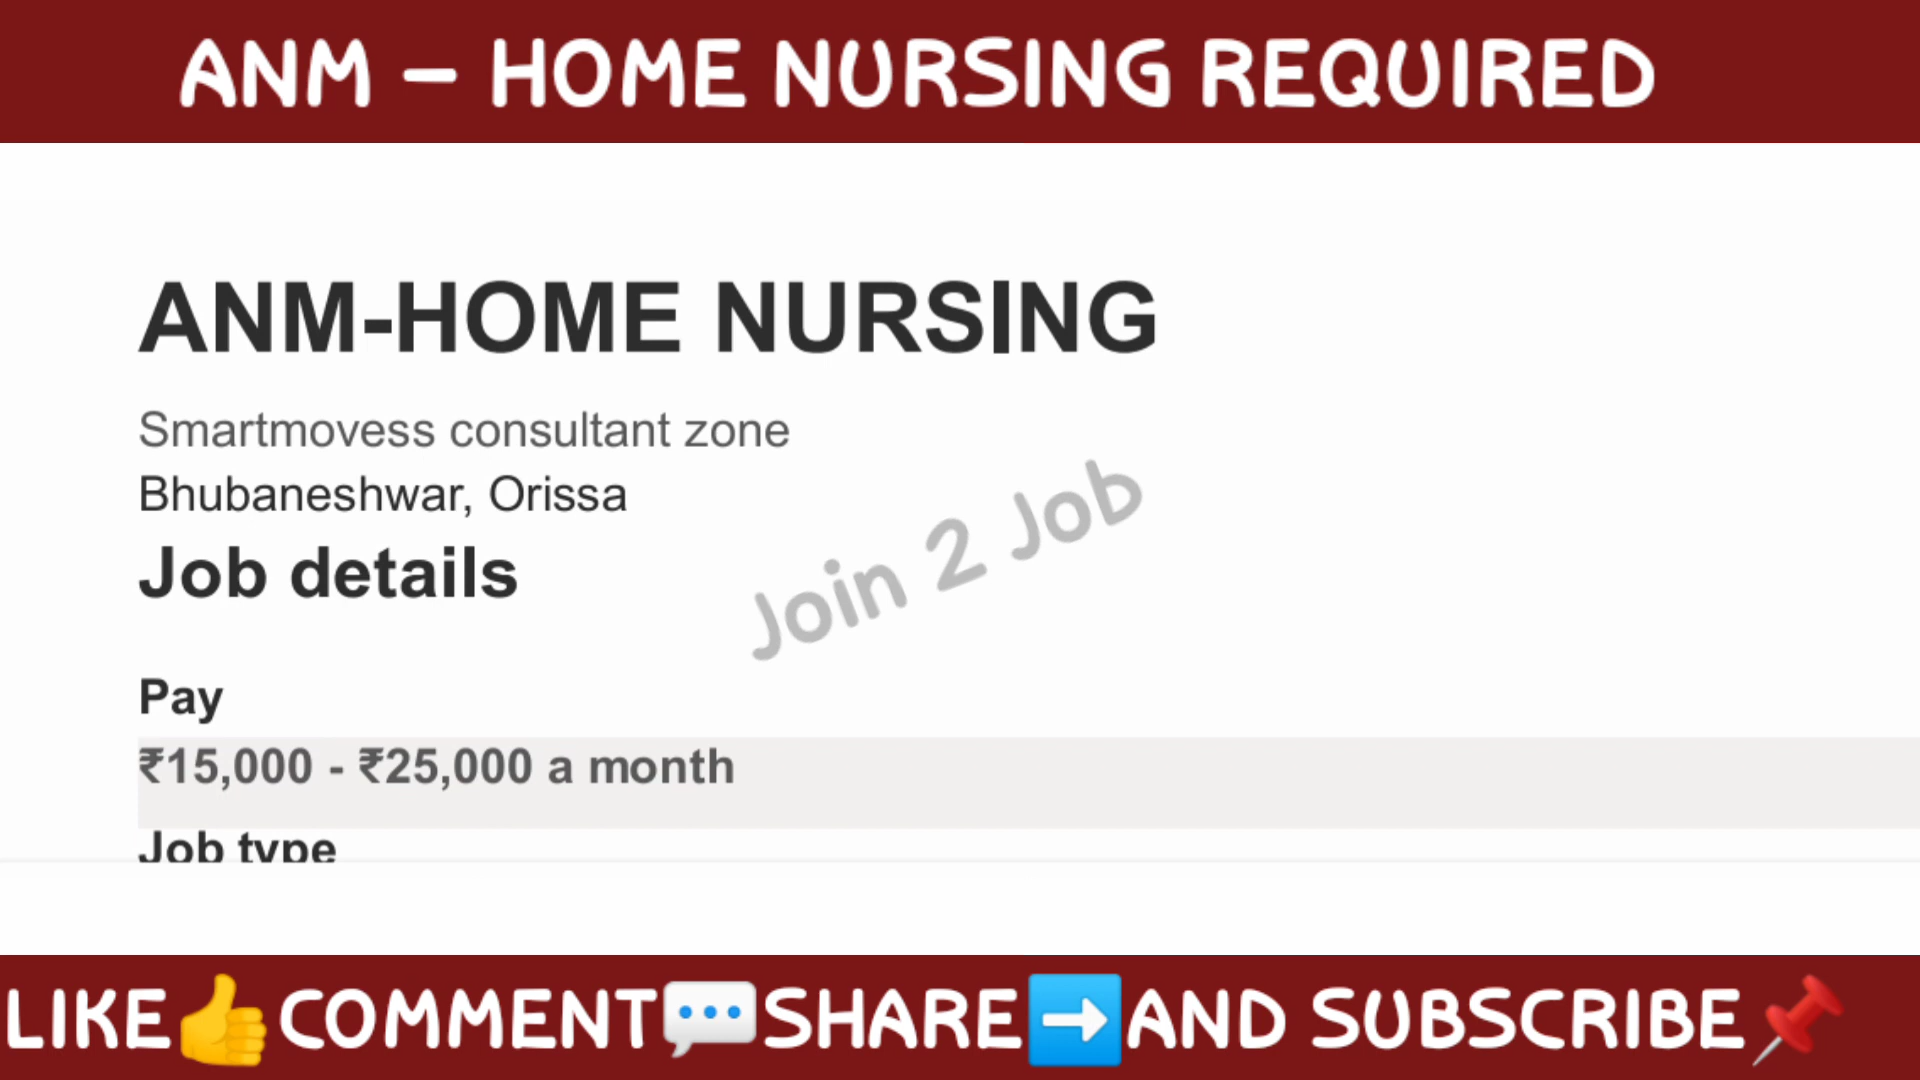 ANM – HOME NURSING REQUIRED
ANM-HOME NURSING
Smartmovess consultant zone
Bhubaneshwar, Orissa
Job details
Join 2 Job
Pay
₹15,000 - ₹25,000 a month
Job type
LIKE👍COMMENT💬SHARE➡️AND SUBSCRIBE📌